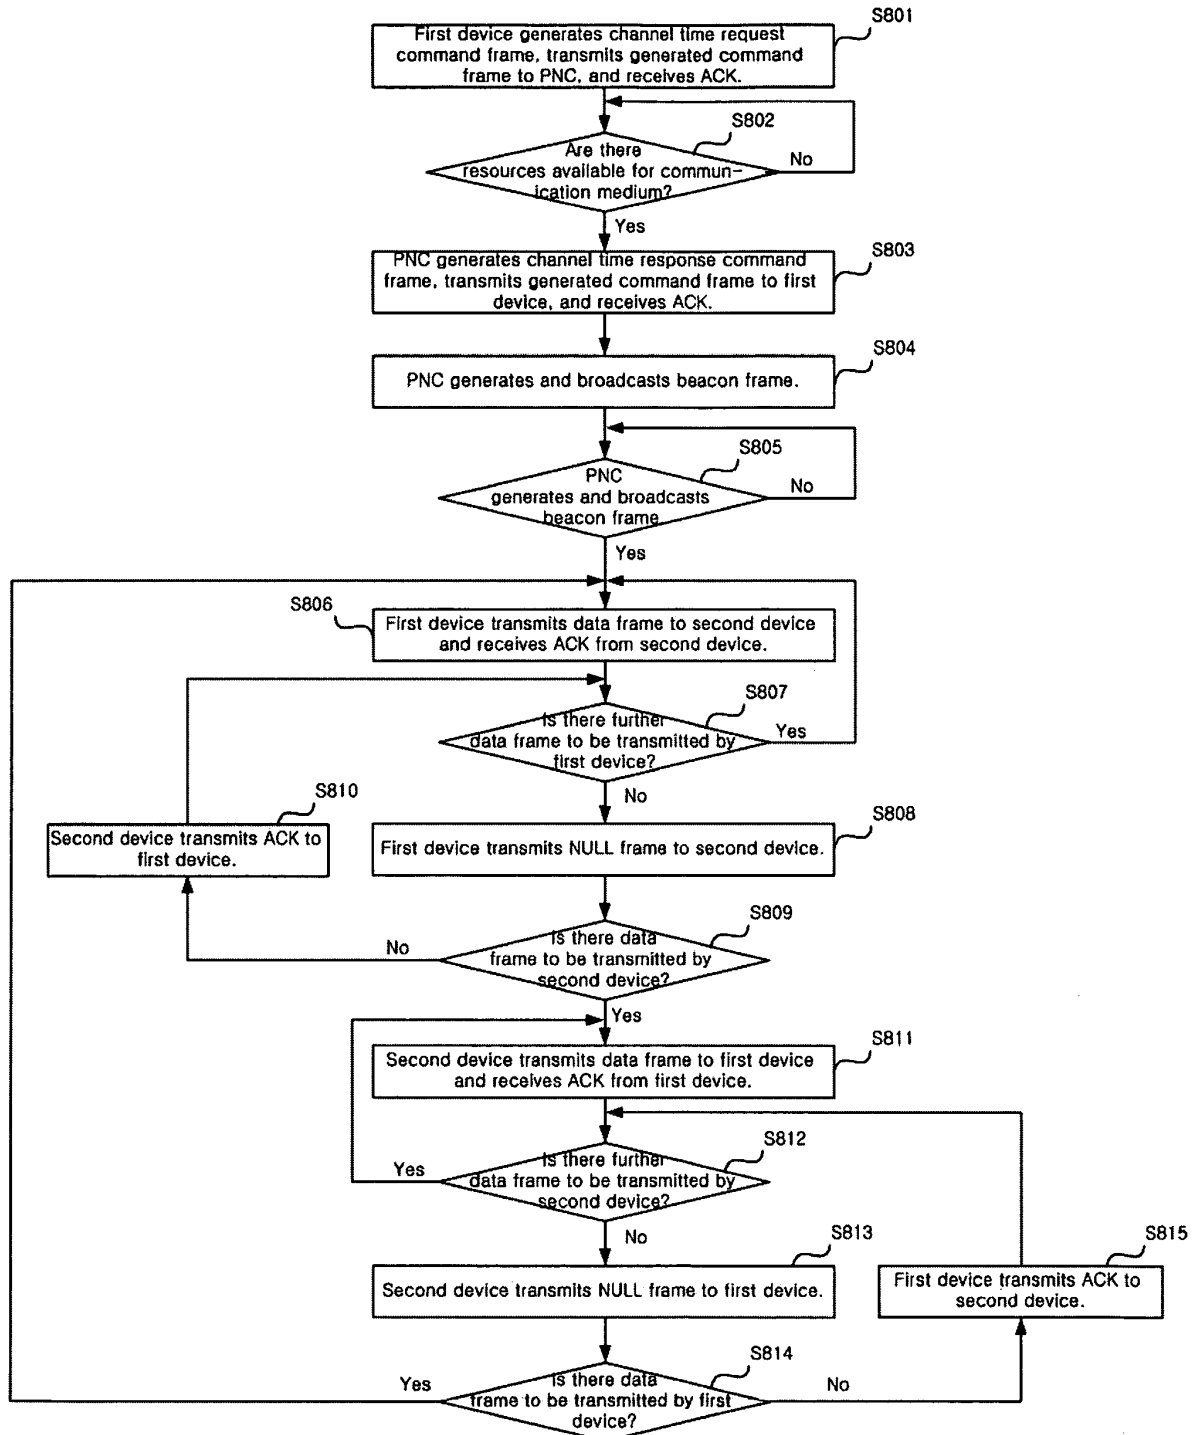 S801
First device generates channel time request
command frame, transmits generated command
frame to PNC, and receives ACK.
S802
Are there
resources available for commun-
ication medium?
No
Yes
S803
PNC generates channel time response command
frame, transmits generated command frame to first
device, and receives ACK.
S804
PNC generates and broadcasts beacon frame.
S805
PNC
generates and broadcasts
beacon frame
No
Yes
S806
First device transmits data frame to second device
and receives ACK from second device.
S807
Is there further
data frame to be transmitted by
first device?
Yes
No
S810
Second device transmits ACK to
first device.
S808
First device transmits NULL frame to second device.
S809
Is there data
frame to be transmitted by
second device?
No
Yes
S811
Second device transmits data frame to first device
and receives ACK from first device.
S812
Is there further
data frame to be transmitted by
second device?
Yes
No
S813
Second device transmits NULL frame to first device.
S815
First device transmits ACK to
second device.
S814
Is there data
frame to be transmitted by first
device?
Yes
No